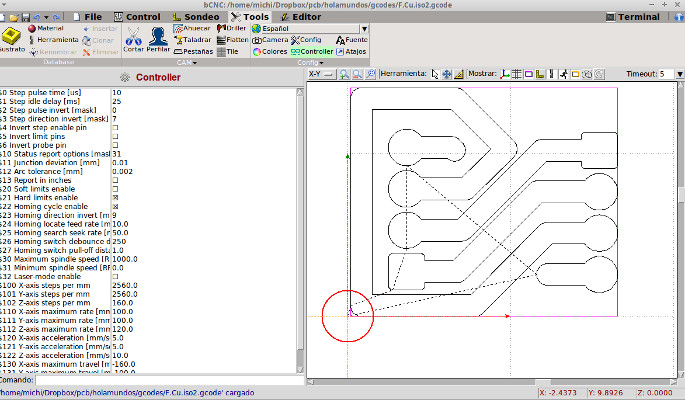 bCNC: /home/michi/Dropbox/pcb/holamundos/gcodes/F.Cu.iso2.gcode
File Control Sondeo Tools Editor Terminal Help
Material Insertar Ahuecar Driller Español
Sustrato Herramienta Clonar Cortar Perfilar Taladrar Flatten Camera Config Fuente
Renombrar Eliminar Pestañas Tile Colores Controller Atajos
Database CAM Config
Controller X-Y Herramienta: Mostrar: Timeout: 5
$0 Step pulse time [us] 10
$1 Step idle delay [ms] 25
$2 Step pulse invert [mask] 0
$3 Step direction invert [mask] 7
$4 Invert step enable pin
$5 Invert limit pins
$6 Invert probe pin
$10 Status report options [mask 31
$11 Junction deviation [mm] 0.01
$12 Arc tolerance [mm] 0.002
$13 Report in inches
$20 Soft limits enable
$21 Hard limits enable
$22 Homing cycle enable
$23 Homing direction invert [m 9
$24 Homing locate feed rate [m 10.0
$25 Homing search seek rate [m 50.0
$26 Homing switch debounce d 250
$27 Homing switch pull-off dist 1.0
$30 Maximum spindle speed [R 1000.0
$31 Minimum spindle speed [RF 0.0
$32 Laser-mode enable
$100 X-axis steps per mm 2560.0
$101 Y-axis steps per mm 2560.0
$102 Z-axis steps per mm 160.0
$110 X-axis maximum rate [mm 100.0
$111 Y-axis maximum rate [mm 100.0
$112 Z-axis maximum rate [mm 120.0
$120 X-axis acceleration [mm/s 5.0
$121 Y-axis acceleration [mm/s 5.0
$122 Z-axis acceleration [mm/s 10.0
$130 X-axis maximum travel [m -160.0
$131 Y-axis maximum travel [m -100.0
Comando:
'/home/michi/Dropbox/pcb/holamundos/gcodes/F.Cu.iso2.gcode' cargado X: -2.4373 Y: 9.8926 Z: 0.0000